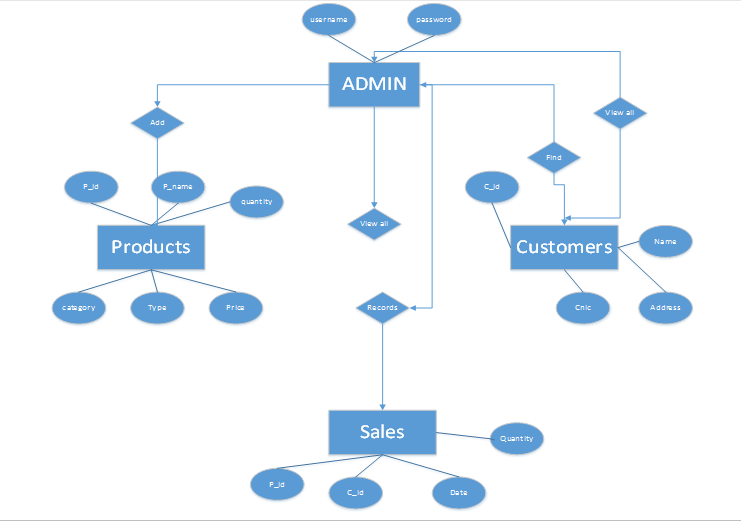 username
password
ADMIN
Add
View all
Find
P_Id
P_name
quantity
C_Id
View all
Products
Customers
Name
category
Type
Price
Records
Cnic
Address
Sales
Quantity
P_Id
C_Id
Date